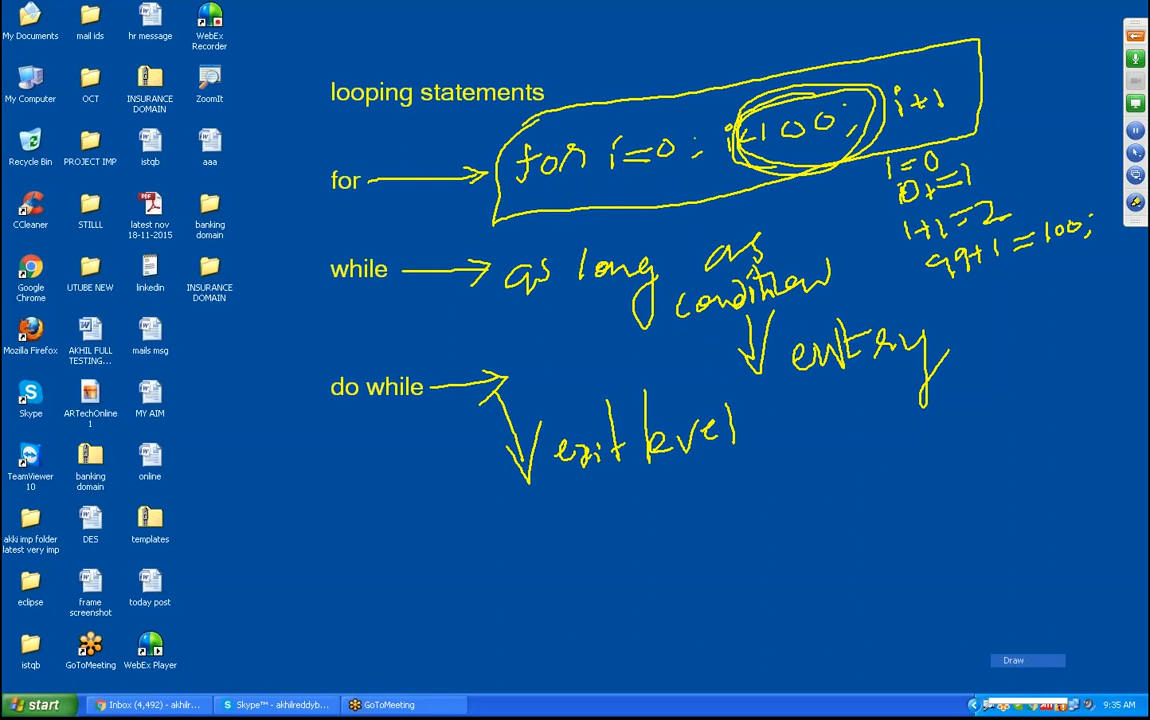 My Documents
mail ids
hr message
WebEx
Recorder
My Computer
OCT
INSURANCE
DOMAIN
ZoomIt
Recycle Bin
PROJECT IMP
istqb
aaa
CCleaner
STILLL
latest nov
18-11-2015
banking
domain
Google
Chrome
UTUBE NEW
linkedin
INSURANCE
DOMAIN
Mozilla Firefox
AKHIL FULL
TESTING...
mails msg
Skype
ARTechOnline
1
MY AIM
TeamViewer
10
banking
domain
online
akki imp folder
latest very imp
DES
templates
eclipse
frame
screenshot
today post
istqb
GoToMeeting
WebEx Player
looping statements
for
for i=0; i<100; i+1
i=0
0+=1
1+1=2
99+1=100;
while
as long as
condition
entry
do while
exit level
Draw
start
Inbox (4,492) - akhilr...
Skype™ - akhilreddyb...
GoToMeeting
9:35 AM